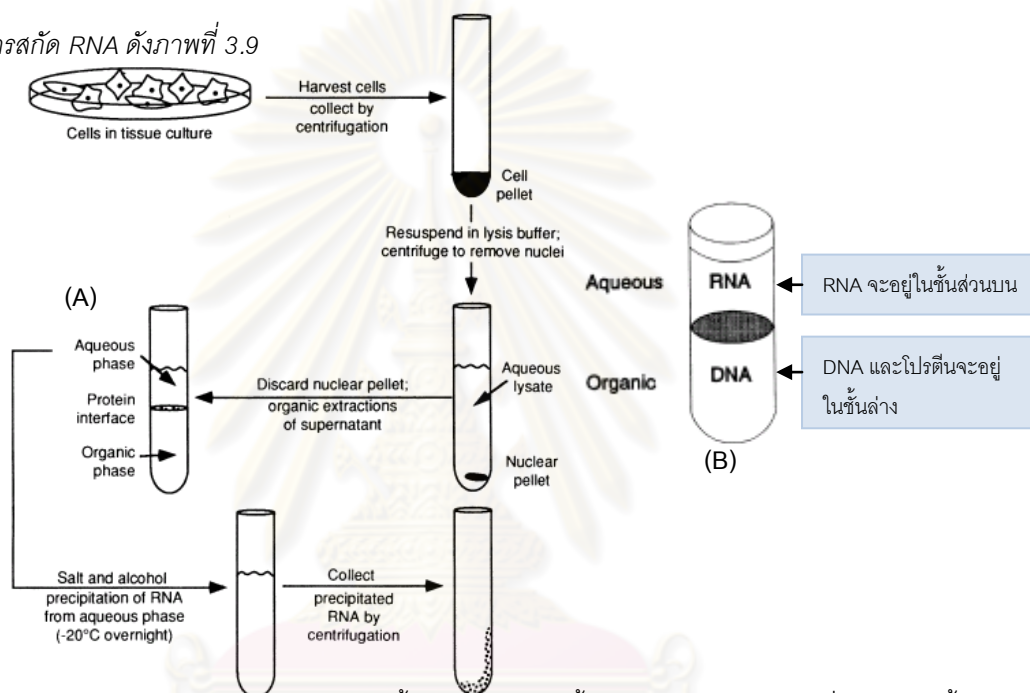 รสกัด RNA ดังภาพที่ 3.9
Cells in tissue culture
Harvest cells
collect by
centrifugation
Cell
pellet
Resuspend in lysis buffer;
centrifuge to remove nuclei
(A)
Aqueous
phase
Protein
interface
Organic
phase
Discard nuclear pellet;
organic extractions
of supernatant
Aqueous
lysate
Nuclear
pellet
Aqueous
RNA
RNA จะอยู่ในชั้นส่วนบน
Organic
DNA
DNA และโปรตีนจะอยู่
ในชั้นล่าง
(B)
Salt and alcohol
precipitation of RNA
from aqueous phase
(-20°C overnight)
Collect
precipitated
RNA by
centrifugation